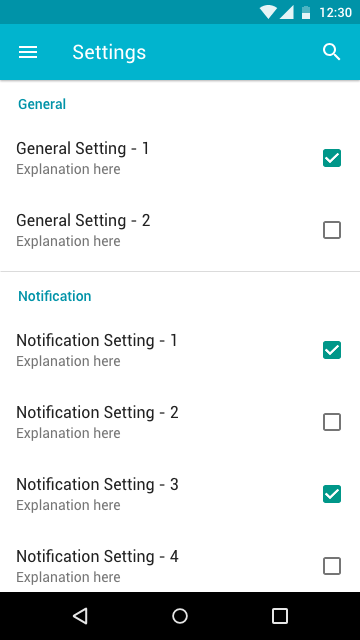 12:30
Settings
General
General Setting - 1
Explanation here
General Setting - 2
Explanation here
Notification
Notification Setting - 1
Explanation here
Notification Setting - 2
Explanation here
Notification Setting - 3
Explanation here
Notification Setting - 4
Explanation here